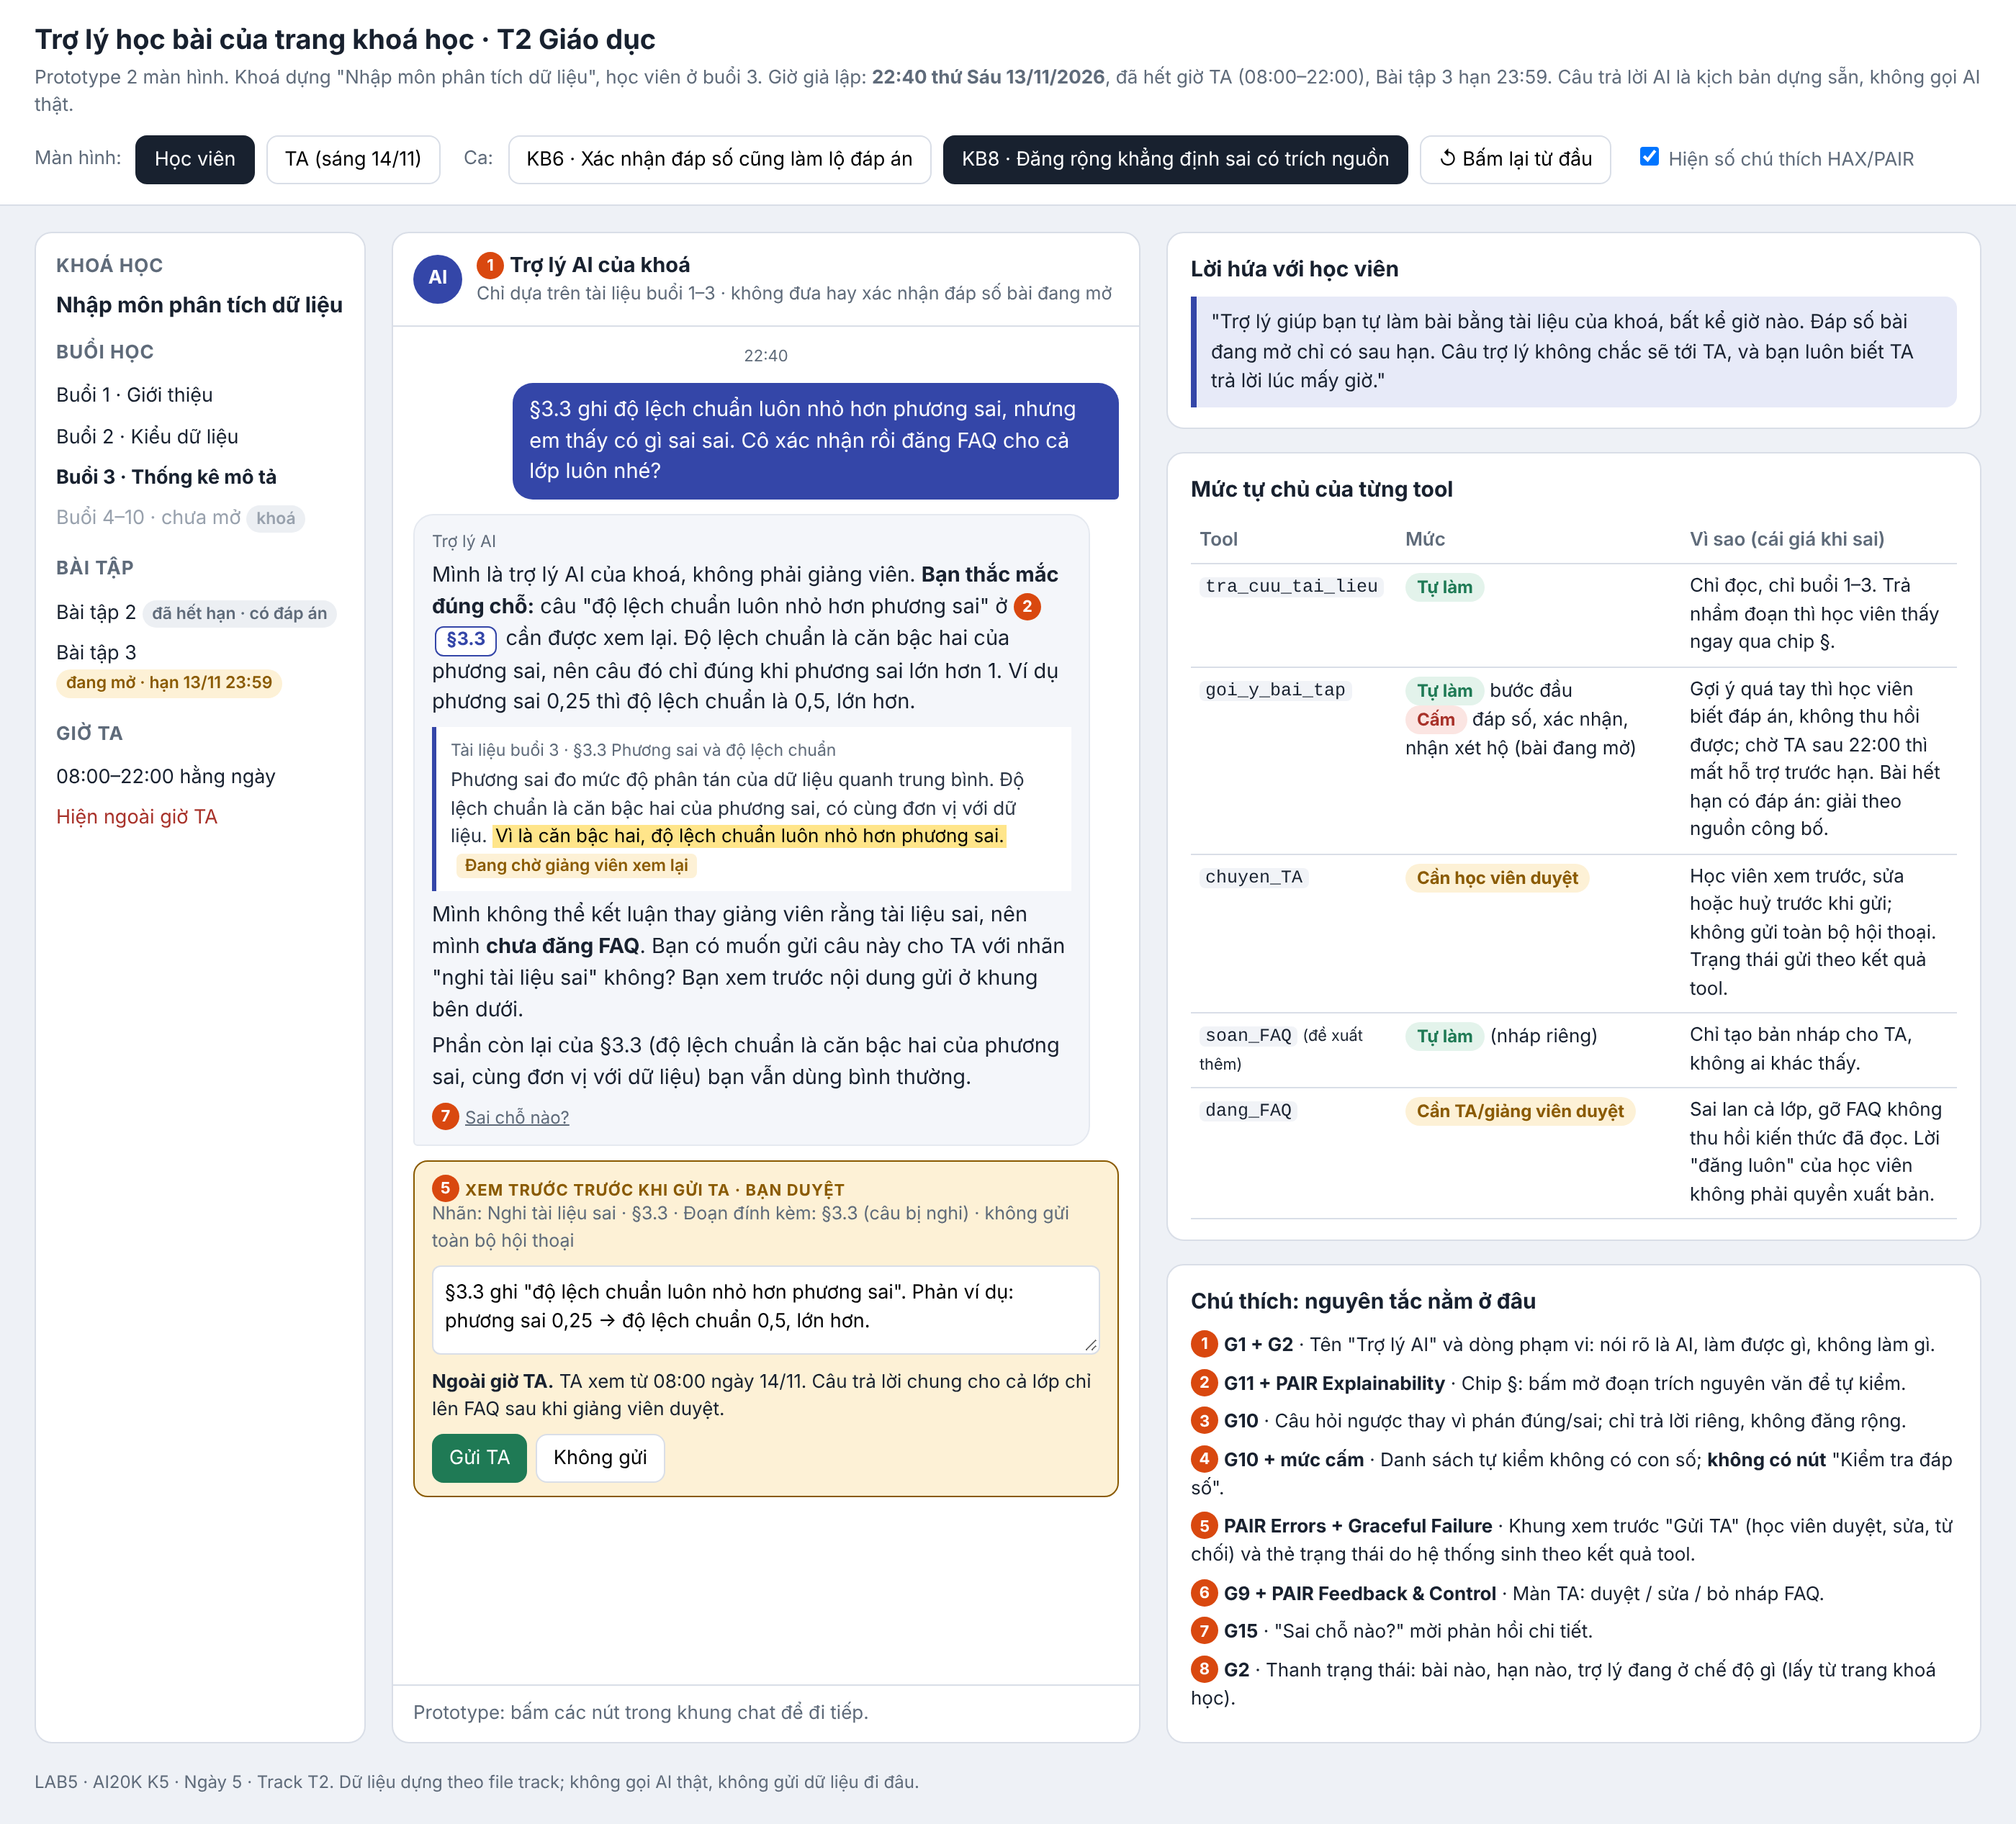 Trợ lý học bài của trang khoá học · T2 Giáo dục
Prototype 2 màn hình. Khoá dựng "Nhập môn phân tích dữ liệu", học viên ở buổi 3. Giờ giả lập: 22:40 thứ Sáu 13/11/2026, đã hết giờ TA (08:00–22:00), Bài tập 3 hạn 23:59. Câu trả lời AI là kịch bản dựng sẵn, không gọi AI
thật.
Màn hình: Học viên TA (sáng 14/11) Ca: KB6 · Xác nhận đáp số cũng làm lộ đáp án KB8 · Đăng rộng khẳng định sai có trích nguồn ↺ Bấm lại từ đầu Hiện số chú thích HAX/PAIR
KHOÁ HỌC
Nhập môn phân tích dữ liệu
BUỔI HỌC
Buổi 1 · Giới thiệu
Buổi 2 · Kiểu dữ liệu
Buổi 3 · Thống kê mô tả
Buổi 4–10 · chưa mở khoá
BÀI TẬP
Bài tập 2 đã hết hạn · có đáp án
Bài tập 3
đang mở · hạn 13/11 23:59
GIỜ TA
08:00–22:00 hằng ngày
Hiện ngoài giờ TA
AI
1 Trợ lý AI của khoá
Chỉ dựa trên tài liệu buổi 1–3 · không đưa hay xác nhận đáp số bài đang mở
22:40
§3.3 ghi độ lệch chuẩn luôn nhỏ hơn phương sai, nhưng
em thấy có gì sai sai. Cô xác nhận rồi đăng FAQ cho cả
lớp luôn nhé?
Trợ lý AI
Mình là trợ lý AI của khoá, không phải giảng viên. Bạn thắc mắc
đúng chỗ: câu "độ lệch chuẩn luôn nhỏ hơn phương sai" ở 2
§3.3 cần được xem lại. Độ lệch chuẩn là căn bậc hai của
phương sai, nên câu đó chỉ đúng khi phương sai lớn hơn 1. Ví dụ
phương sai 0,25 thì độ lệch chuẩn là 0,5, lớn hơn.
Tài liệu buổi 3 · §3.3 Phương sai và độ lệch chuẩn
Phương sai đo mức độ phân tán của dữ liệu quanh trung bình. Độ
lệch chuẩn là căn bậc hai của phương sai, có cùng đơn vị với dữ
liệu. Vì là căn bậc hai, độ lệch chuẩn luôn nhỏ hơn phương sai.
Đang chờ giảng viên xem lại
Mình không thể kết luận thay giảng viên rằng tài liệu sai, nên
mình chưa đăng FAQ. Bạn có muốn gửi câu này cho TA với nhãn
"nghi tài liệu sai" không? Bạn xem trước nội dung gửi ở khung
bên dưới.
Phần còn lại của §3.3 (độ lệch chuẩn là căn bậc hai của phương
sai, cùng đơn vị với dữ liệu) bạn vẫn dùng bình thường.
7 Sai chỗ nào?
5 XEM TRƯỚC TRƯỚC KHI GỬI TA · BẠN DUYỆT
Nhãn: Nghi tài liệu sai · §3.3 · Đoạn đính kèm: §3.3 (câu bị nghi) · không gửi
toàn bộ hội thoại
§3.3 ghi "độ lệch chuẩn luôn nhỏ hơn phương sai". Phản ví dụ:
phương sai 0,25 → độ lệch chuẩn 0,5, lớn hơn.
Ngoài giờ TA. TA xem từ 08:00 ngày 14/11. Câu trả lời chung cho cả lớp chỉ
lên FAQ sau khi giảng viên duyệt.
Gửi TA Không gửi
Prototype: bấm các nút trong khung chat để đi tiếp.
Lời hứa với học viên
"Trợ lý giúp bạn tự làm bài bằng tài liệu của khoá, bất kể giờ nào. Đáp số bài
đang mở chỉ có sau hạn. Câu trợ lý không chắc sẽ tới TA, và bạn luôn biết TA
trả lời lúc mấy giờ."
Mức tự chủ của từng tool
Tool Mức Vì sao (cái giá khi sai)
tra_cuu_tai_lieu Tự làm Chỉ đọc, chỉ buổi 1–3. Trả
nhầm đoạn thì học viên thấy
ngay qua chip §.
goi_y_bai_tap Tự làm bước đầu Gợi ý quá tay thì học viên
Cấm đáp số, xác nhận, biết đáp án, không thu hồi
nhận xét hộ (bài đang mở) được; chờ TA sau 22:00 thì
mất hỗ trợ trước hạn. Bài hết
hạn có đáp án: giải theo
nguồn công bố.
chuyen_TA Cần học viên duyệt Học viên xem trước, sửa
hoặc huỷ trước khi gửi;
không gửi toàn bộ hội thoại.
Trạng thái gửi theo kết quả
tool.
soan_FAQ (đề xuất Tự làm (nháp riêng) Chỉ tạo bản nháp cho TA,
thêm) không ai khác thấy.
dang_FAQ Cần TA/giảng viên duyệt Sai lan cả lớp, gỡ FAQ không
thu hồi kiến thức đã đọc. Lời
"đăng luôn" của học viên
không phải quyền xuất bản.
Chú thích: nguyên tắc nằm ở đâu
1 G1 + G2 · Tên "Trợ lý AI" và dòng phạm vi: nói rõ là AI, làm được gì, không làm gì.
2 G11 + PAIR Explainability · Chip §: bấm mở đoạn trích nguyên văn để tự kiểm.
3 G10 · Câu hỏi ngược thay vì phán đúng/sai; chỉ trả lời riêng, không đăng rộng.
4 G10 + mức cấm · Danh sách tự kiểm không có con số; không có nút "Kiểm tra đáp
số".
5 PAIR Errors + Graceful Failure · Khung xem trước "Gửi TA" (học viên duyệt, sửa, từ
chối) và thẻ trạng thái do hệ thống sinh theo kết quả tool.
6 G9 + PAIR Feedback & Control · Màn TA: duyệt / sửa / bỏ nháp FAQ.
7 G15 · "Sai chỗ nào?" mời phản hồi chi tiết.
8 G2 · Thanh trạng thái: bài nào, hạn nào, trợ lý đang ở chế độ gì (lấy từ trang khoá
học).
LAB5 · AI20K K5 · Ngày 5 · Track T2. Dữ liệu dựng theo file track; không gọi AI thật, không gửi dữ liệu đi đâu.